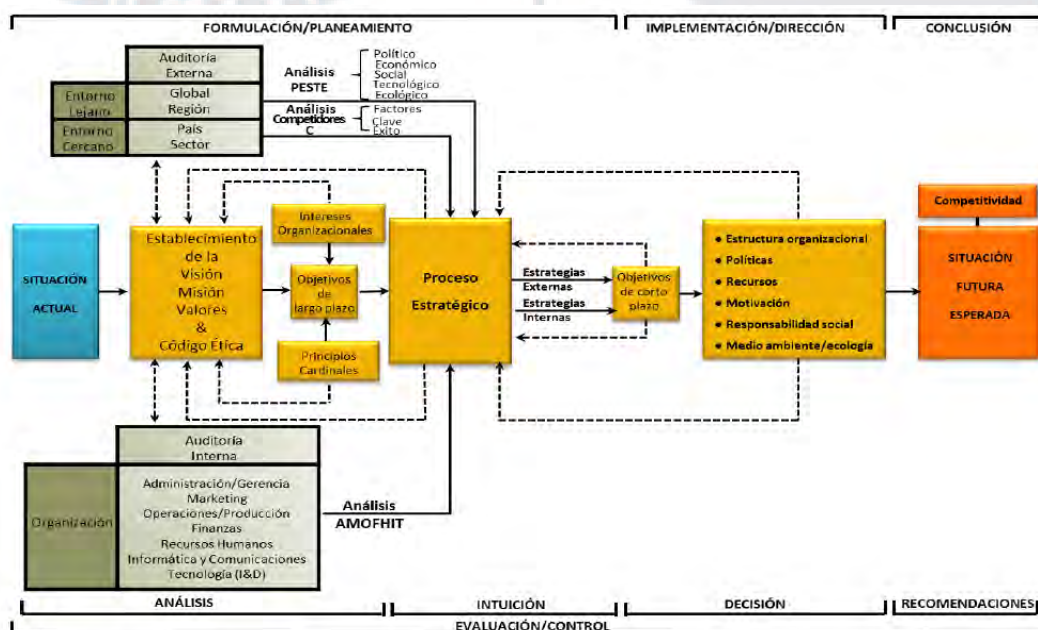 FORMULACIÓN/PLANEAMIENTO
IMPLEMENTACIÓN/DIRECCIÓN
CONCLUSIÓN
Auditoría
Externa
Entorno
Lejano
Global
Región
Entorno
Cercano
País
Sector
Análisis
PESTE
Político
Económico
Social
Tecnológico
Ecológico
Análisis
Competidores
C
Factores
Clave
Éxito
SITUACIÓN
ACTUAL
Establecimiento
de la
Visión
Misión
Valores
&
Código Ética
Intereses
Organizacionales
Objetivos
de
largo plazo
Principios
Cardinales
Proceso
Estratégico
Estrategias
Externas
Estrategias
Internas
Objetivos
de corto
plazo
• Estructura organizacional
• Políticas
• Recursos
• Motivación
• Responsabilidad social
• Medio ambiente/ecología
Competitividad
SITUACIÓN
FUTURA
ESPERADA
Auditoría
Interna
Organización
Administración/Gerencia
Marketing
Operaciones/Producción
Finanzas
Recursos Humanos
Informática y Comunicaciones
Tecnología (I&D)
Análisis
AMOFHIT
ANÁLISIS
INTUICIÓN
DECISIÓN
RECOMENDACIONES
EVALUACIÓN/CONTROL